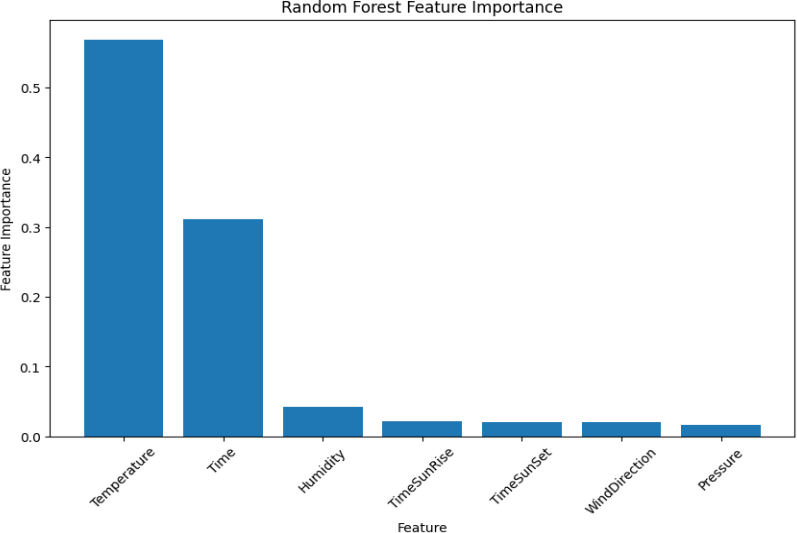 Random Forest Feature Importance
Feature Importance
0.5
0.4
0.3
0.2
0.1
0.0
Temperature
Time
Humidity
TimeSunRise
TimeSunSet
WindDirection
Pressure
Feature